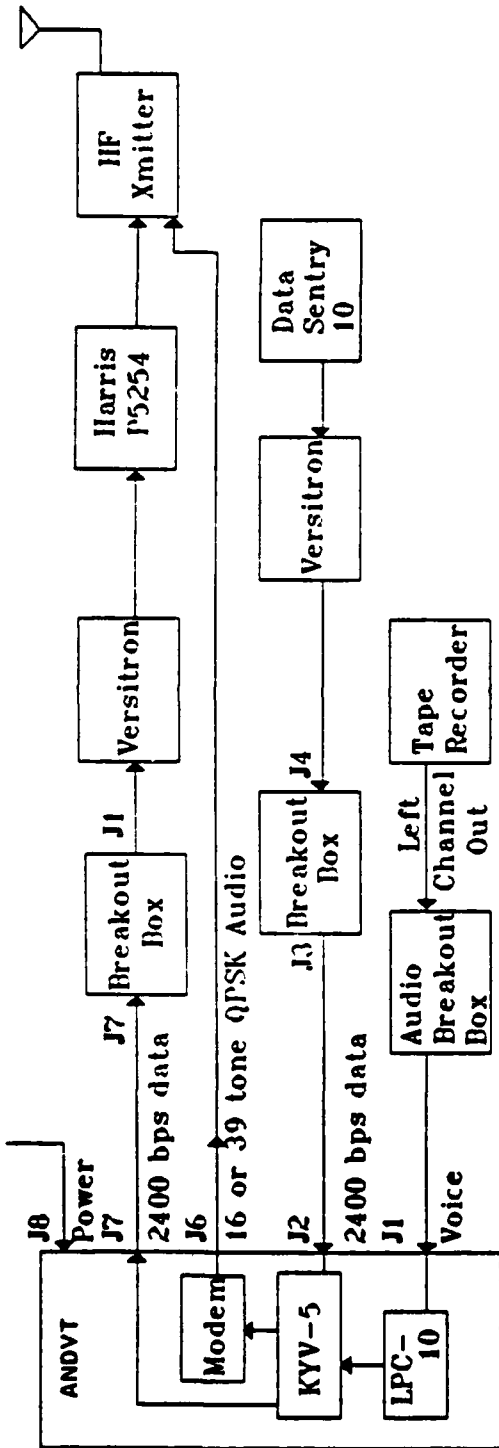 ANDVT
J8
Power
J7
2400 bps data
J7
Breakout
Box
J1
Versitron
Harris
P5254
HF
Xmitter
Modem
J6
16 or 39 tone QPSK Audio
KYV-5
J2
2400 bps data
J3
Breakout
Box
J4
Versitron
Data
Sentry
10
LPC-
10
J1
Voice
Audio
Breakout
Box
Left
Channel
Out
Tape
Recorder